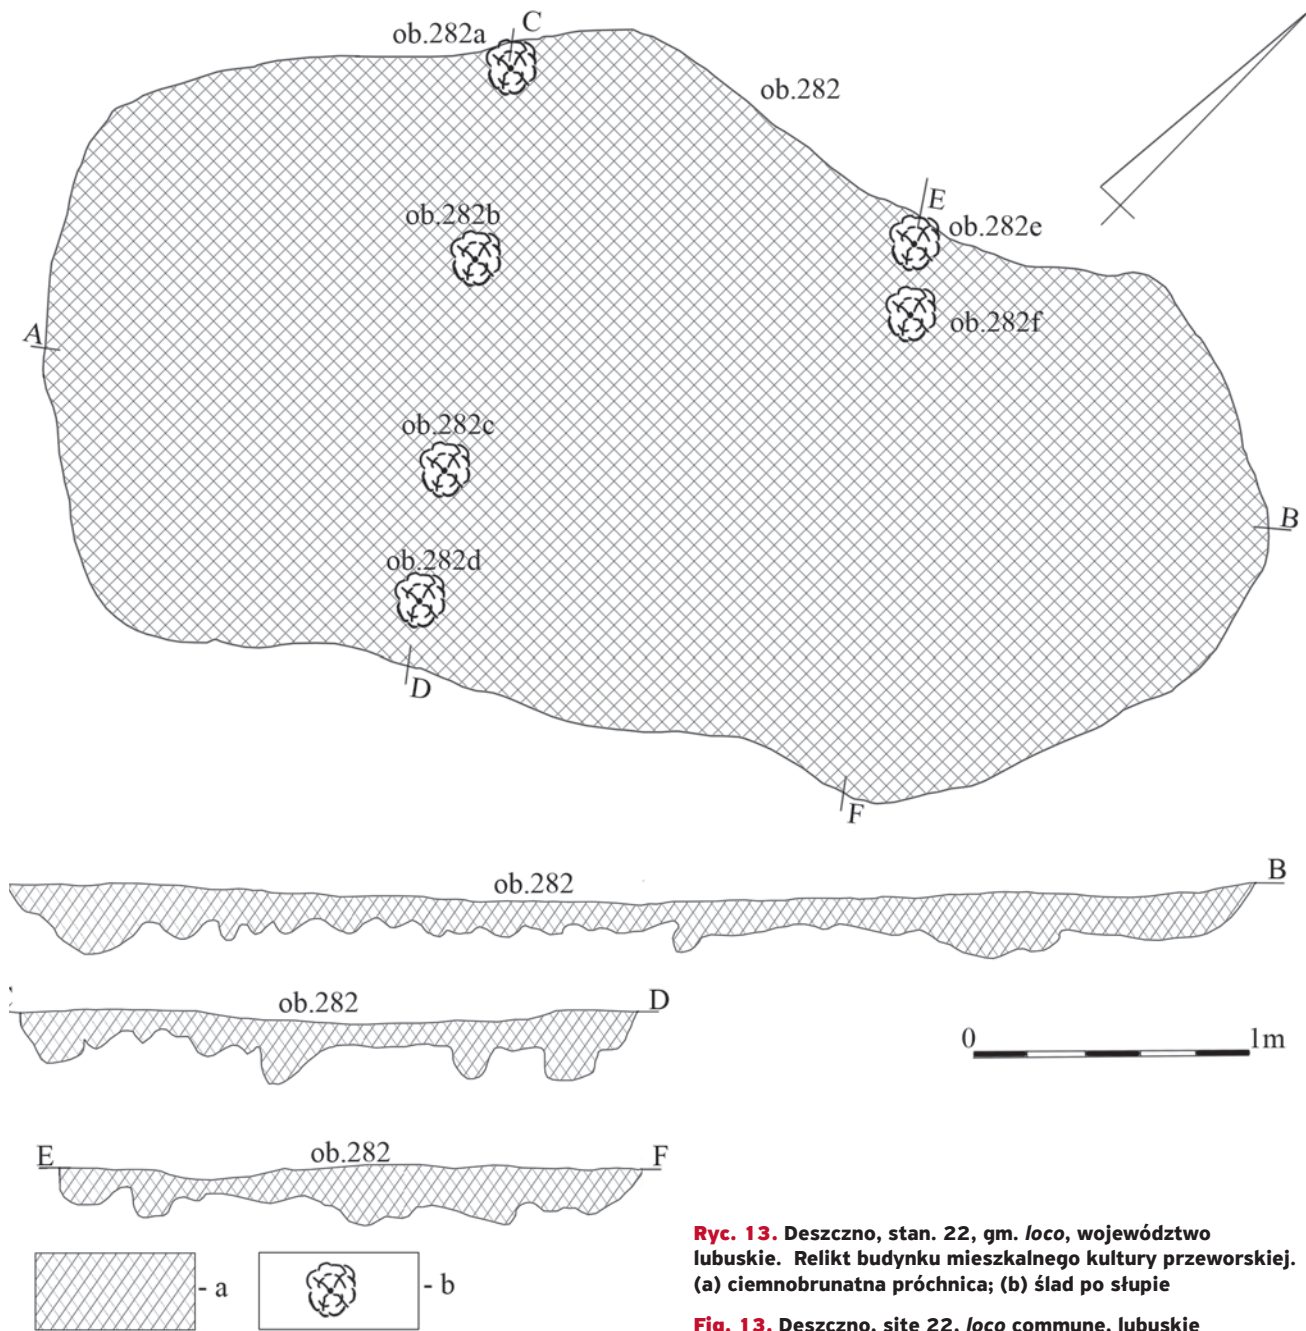 C
ob.282a
ob.282
E
ob.282b
ob.282e
ob.282f
A
ob.282c
B
ob.282d
D
F
ob.282
B
ob.282
D
0
1m
E
ob.282
F
- a
- b
Ryc. 13. Deszczno, stan. 22, gm. loco, województwo
lubuskie. Relikt budynku mieszkalnego kultury przeworskiej.
(a) ciemnobrunatna próchnica; (b) ślad po słupie
Fig. 13. Deszczno, site 22, loco commune, lubuskie